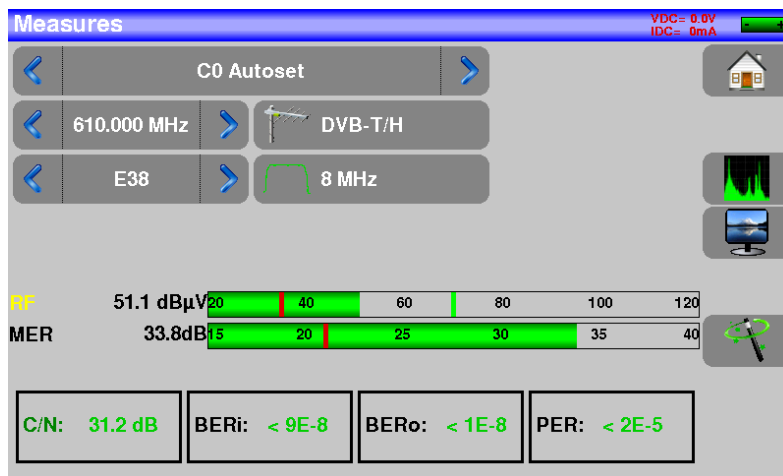 Measures
VDC= 0.0V
IDC= 0mA
C0 Autoset
610.000 MHz
DVB-T/H
E38
8 MHz
RF 51.1 dBµV 20 40 60 80 100 120
MER 33.8dB 15 20 25 30 35 40
C/N: 31.2 dB BERi: < 9E-8 BERo: < 1E-8 PER: < 2E-5